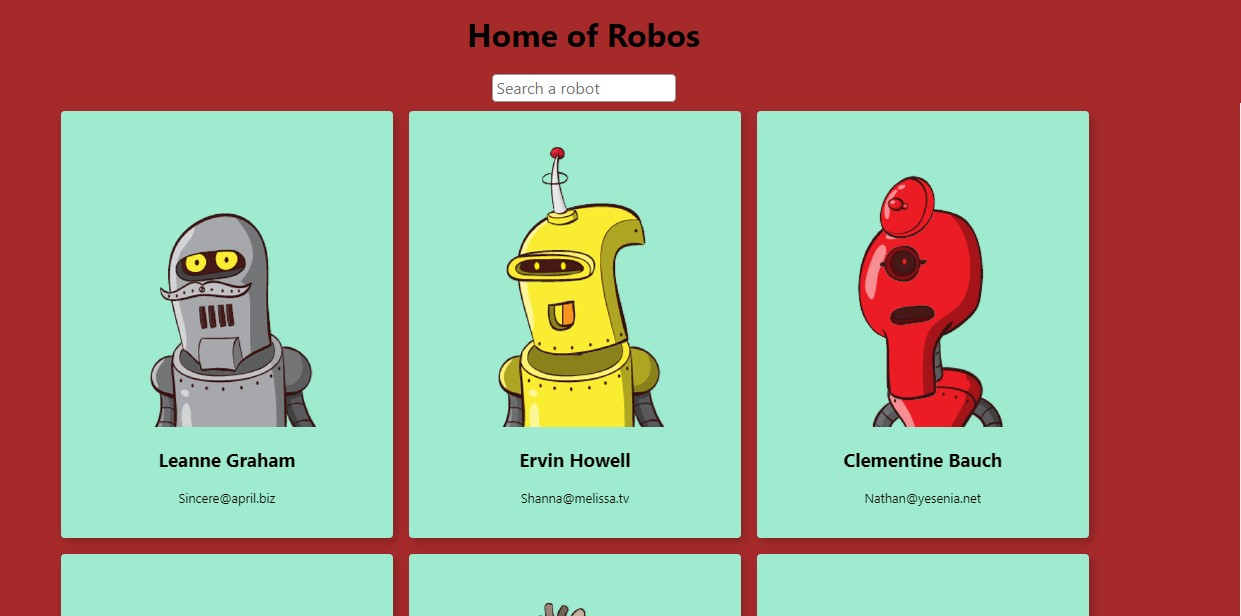 Home of Robos
Search a robot
Leanne Graham
Sincere@april.biz
Ervin Howell
Shanna@melissa.tv
Clementine Bauch
Nathan@yesenia.net